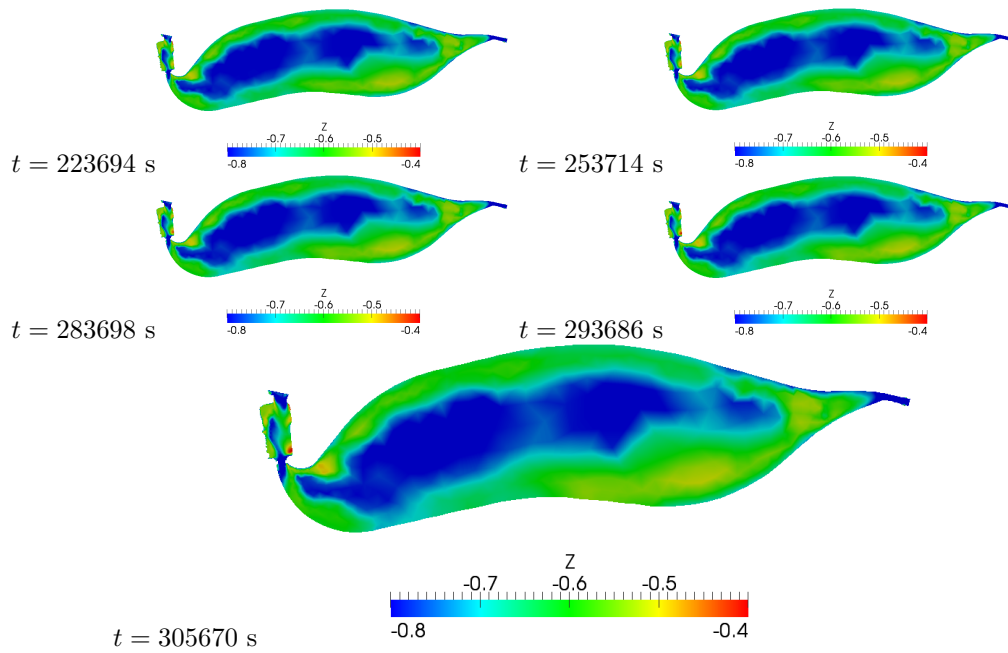 Z
-0.7 -0.6 -0.5
-0.8 -0.4
t = 223694 s
Z
-0.7 -0.6 -0.5
-0.8 -0.4
t = 253714 s
Z
-0.7 -0.6 -0.5
-0.8 -0.4
t = 283698 s
Z
-0.7 -0.6 -0.5
-0.8 -0.4
t = 293686 s
Z
-0.7 -0.6 -0.5
-0.8 -0.4
t = 305670 s